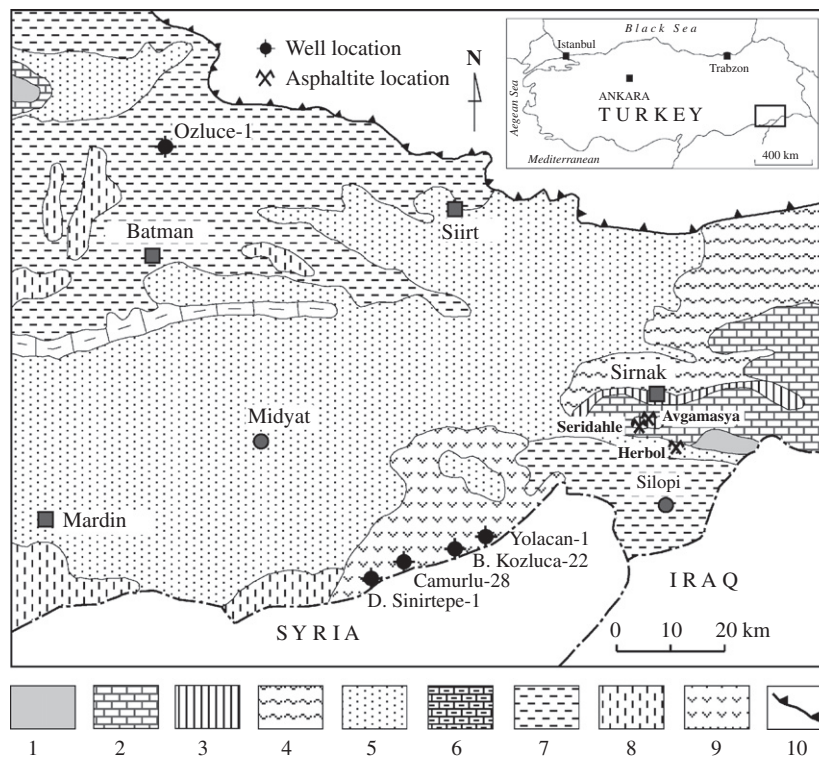 Well location
Asphaltite location
N
Black Sea
Istanbul
Trabzon
ANKARA
Aegean Sea
TURKEY
Mediterranean
400 km
Ozluce-1
Batman
Siirt
Sirnak
Avgamasya
Seridahle
Midyat
Herbol
Silopi
Mardin
Yolacan-1
B. Kozluca-22
Camurlu-28
D. Sinirtepe-1
IRAQ
SYRIA
0 10 20 km
1 2 3 4 5 6 7 8 9 10